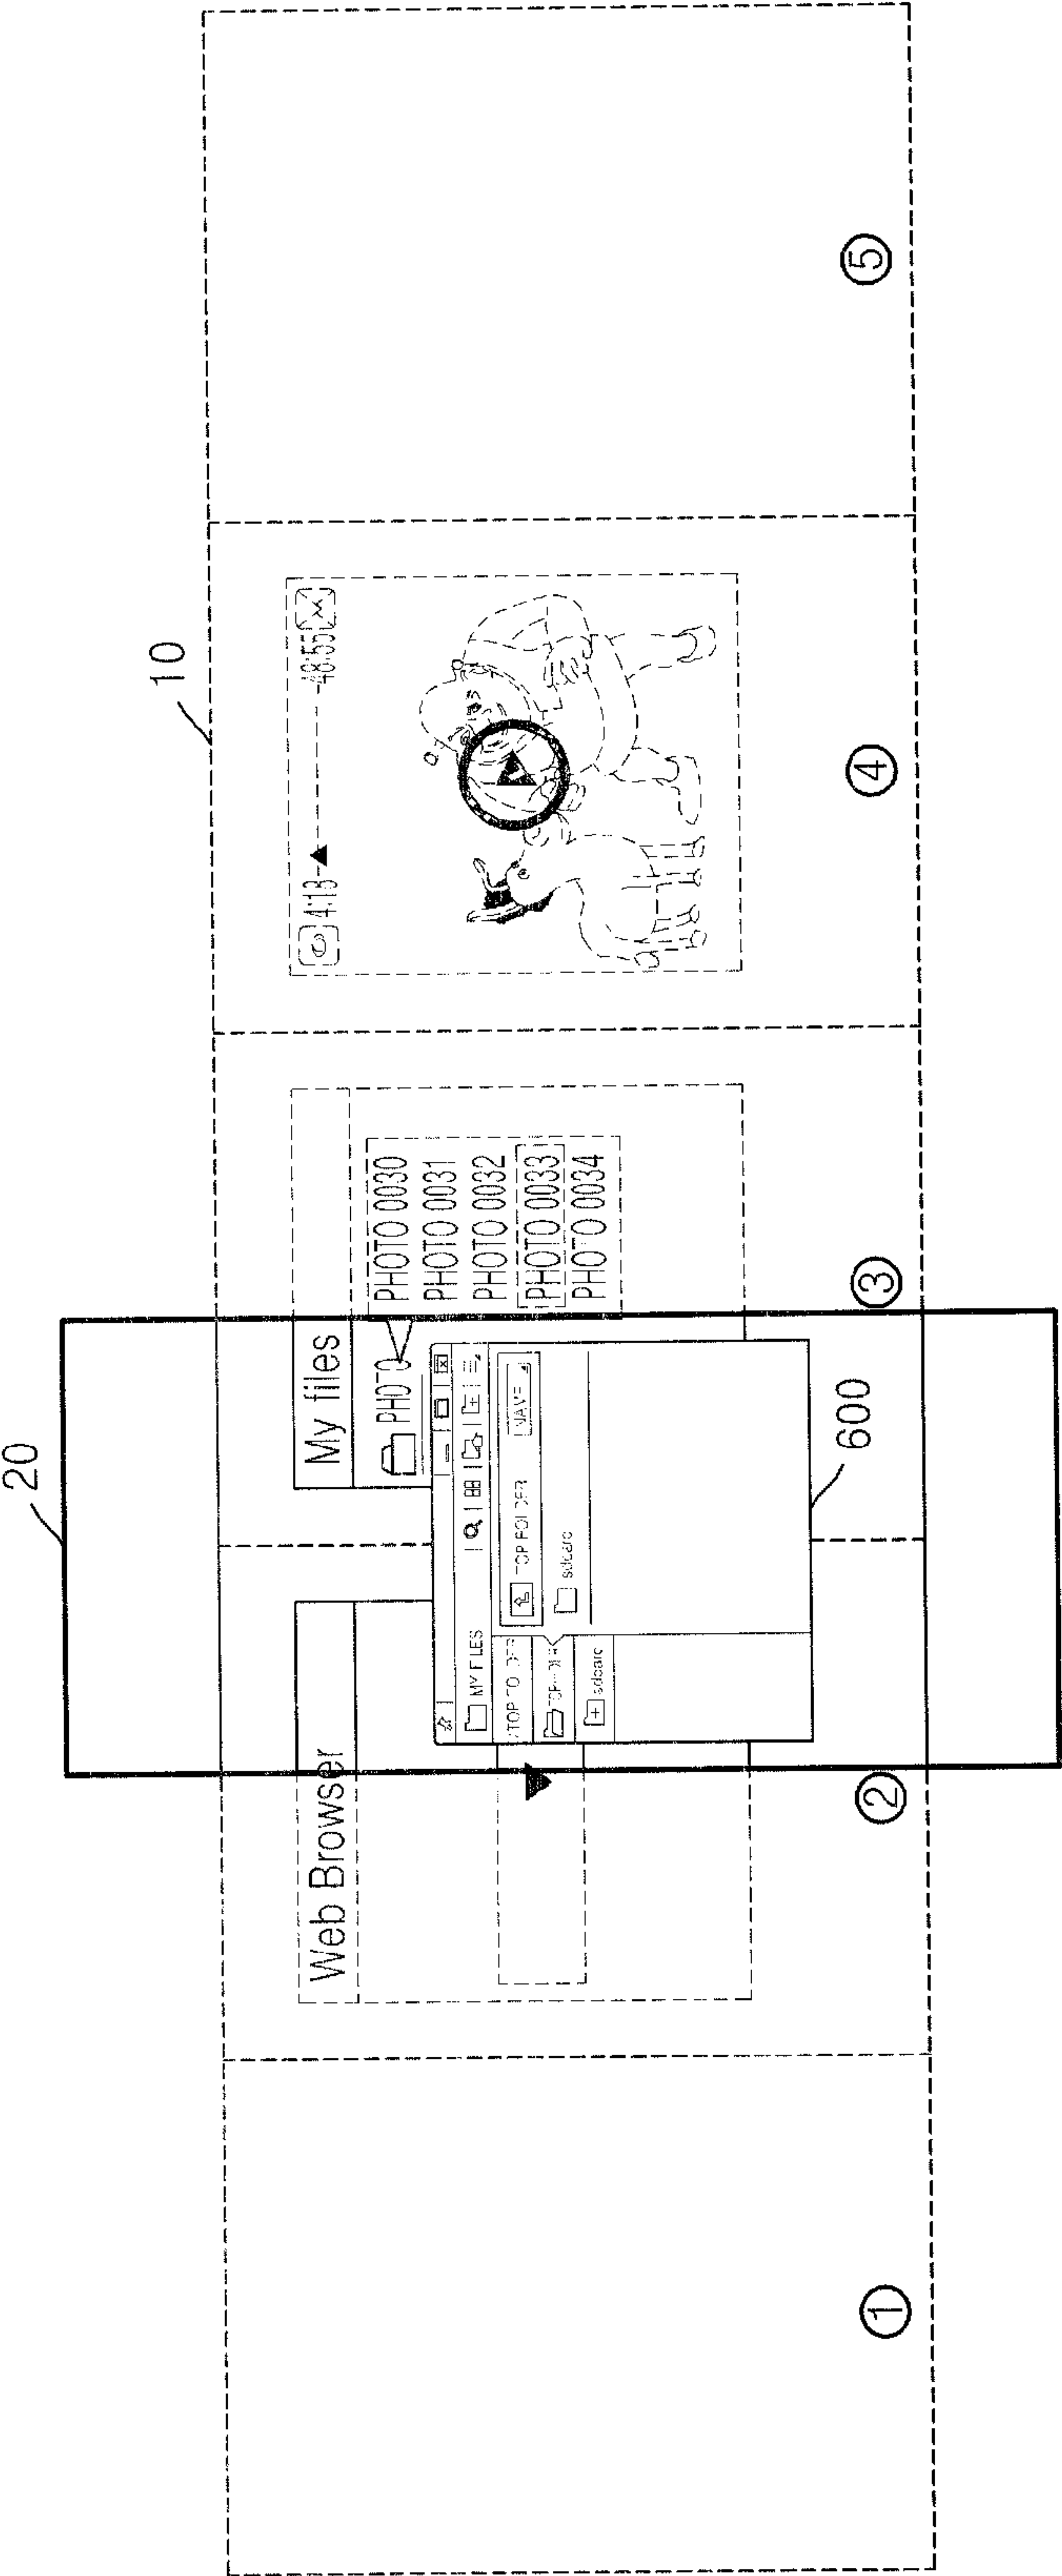 20
10
Web Browser
My files
4:13
48:55
PHOTO
PHOTO 0030
PHOTO 0031
PHOTO 0032
PHOTO 0033
PHOTO 0034
MY FILES
TOP FOLDER
sdcard
sdcard
600
①
②
③
④
⑤